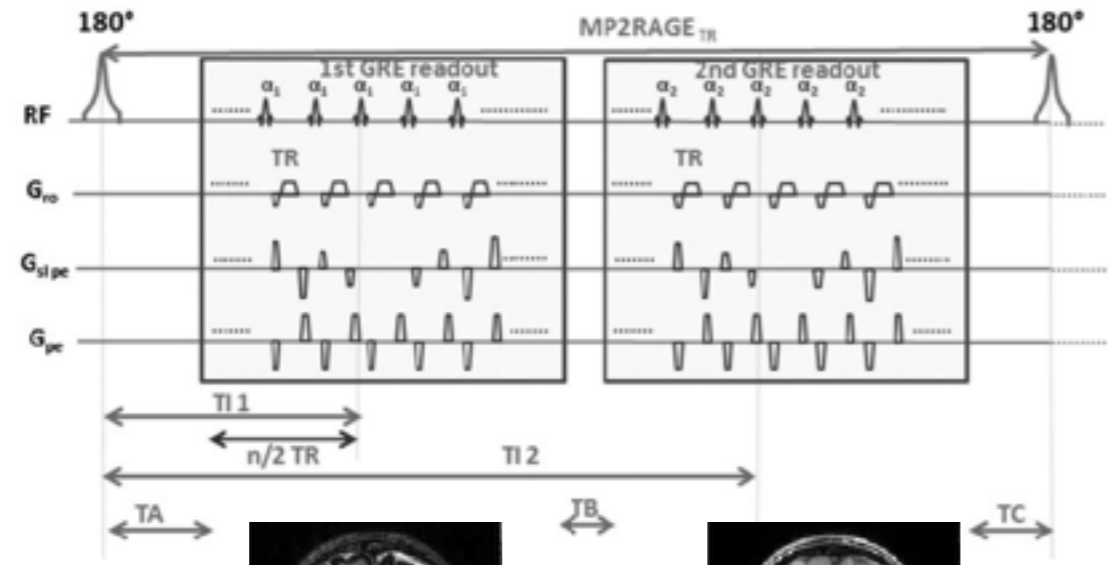 180° MP2RAGE TR 180°
1st GRE readout 2nd GRE readout
α1 α1 α1 α1 α1 α2 α2 α2 α2 α2
RF
TR TR
Gro
Gsl pe
Gpe
TI 1
n/2 TR TI 2
TA TB TC